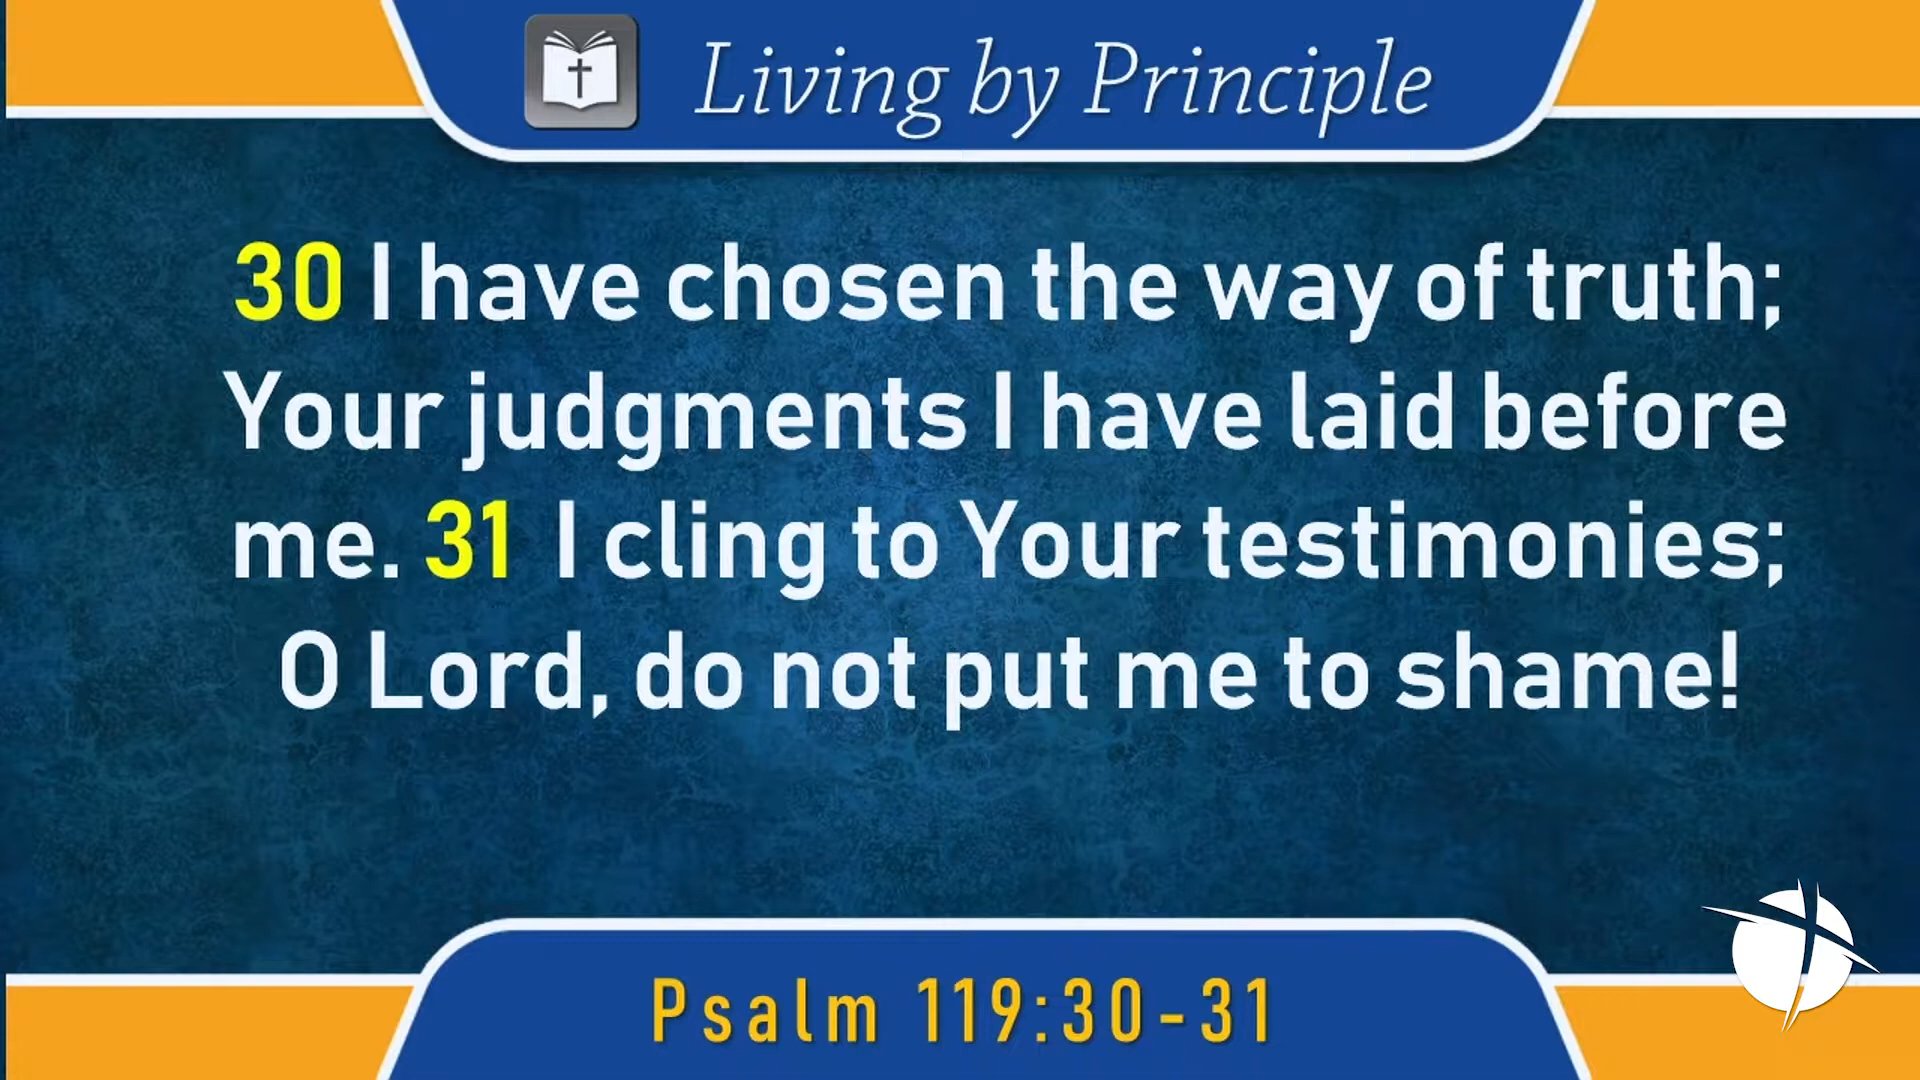 Living by Principle
30 I have chosen the way of truth;
Your judgments I have laid before
me. 31 I cling to Your testimonies;
O Lord, do not put me to shame!
Psalm 119:30-31